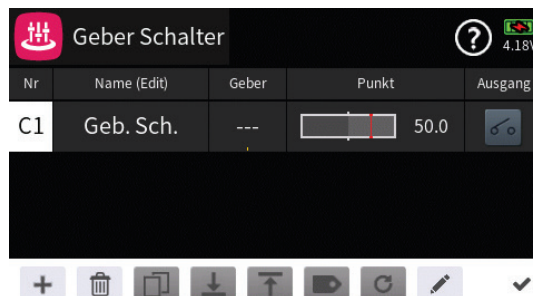 Geber Schalter
?
4.18V
Nr Name (Edit) Geber Punkt Ausgang
C1 Geb. Sch. --- 50.0